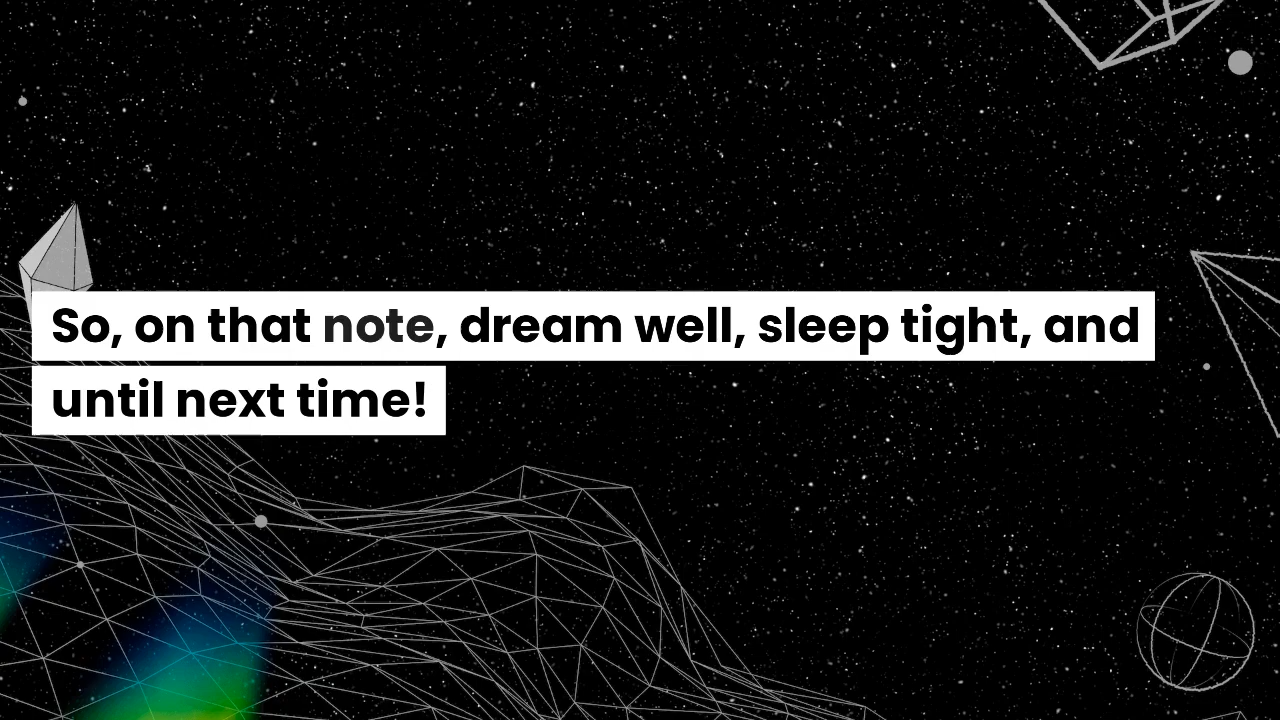 So, on that note, dream well, sleep tight, and
until next time!